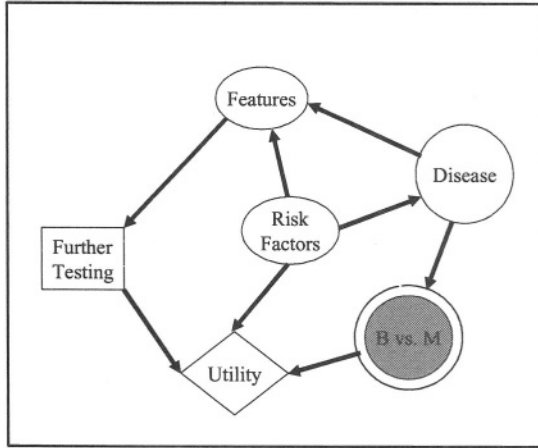 Features
Disease
Risk
Factors
Further
Testing
B vs. M
Utility